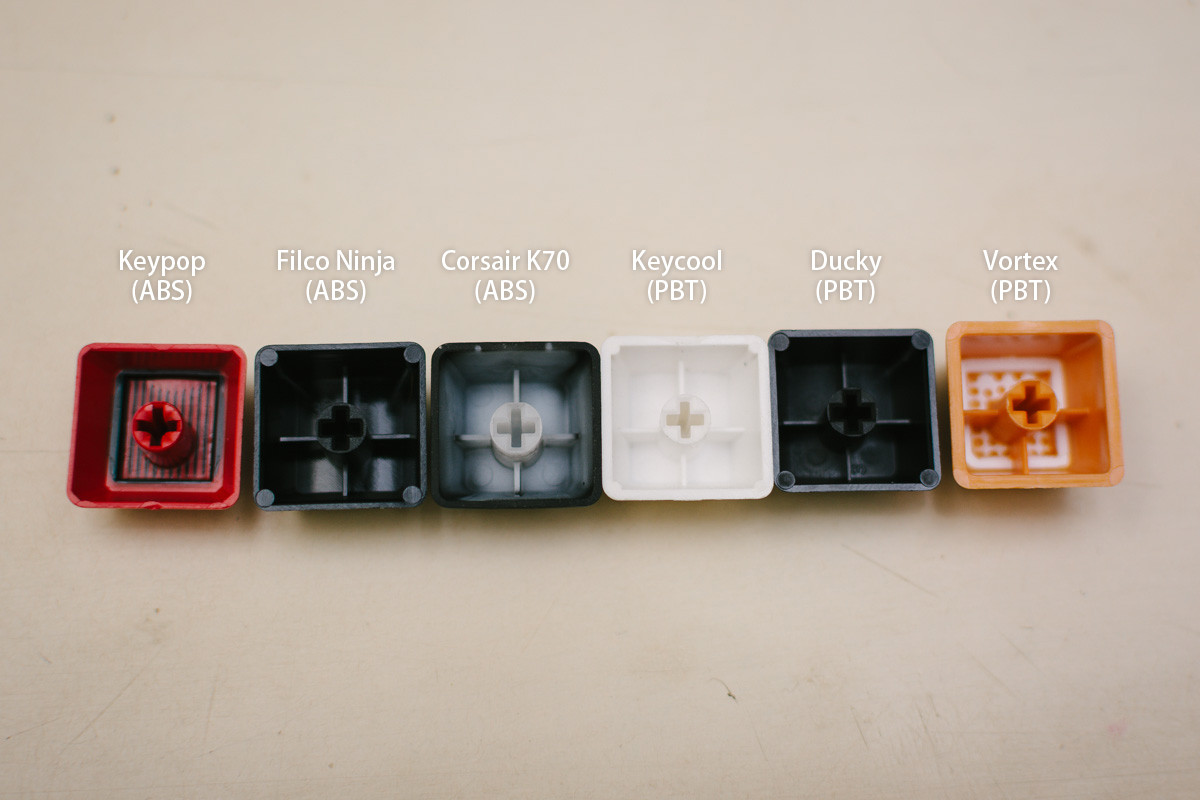 Keypop
(ABS)
Filco Ninja
(ABS)
Corsair K70
(ABS)
Keycool
(PBT)
Ducky
(PBT)
Vortex
(PBT)